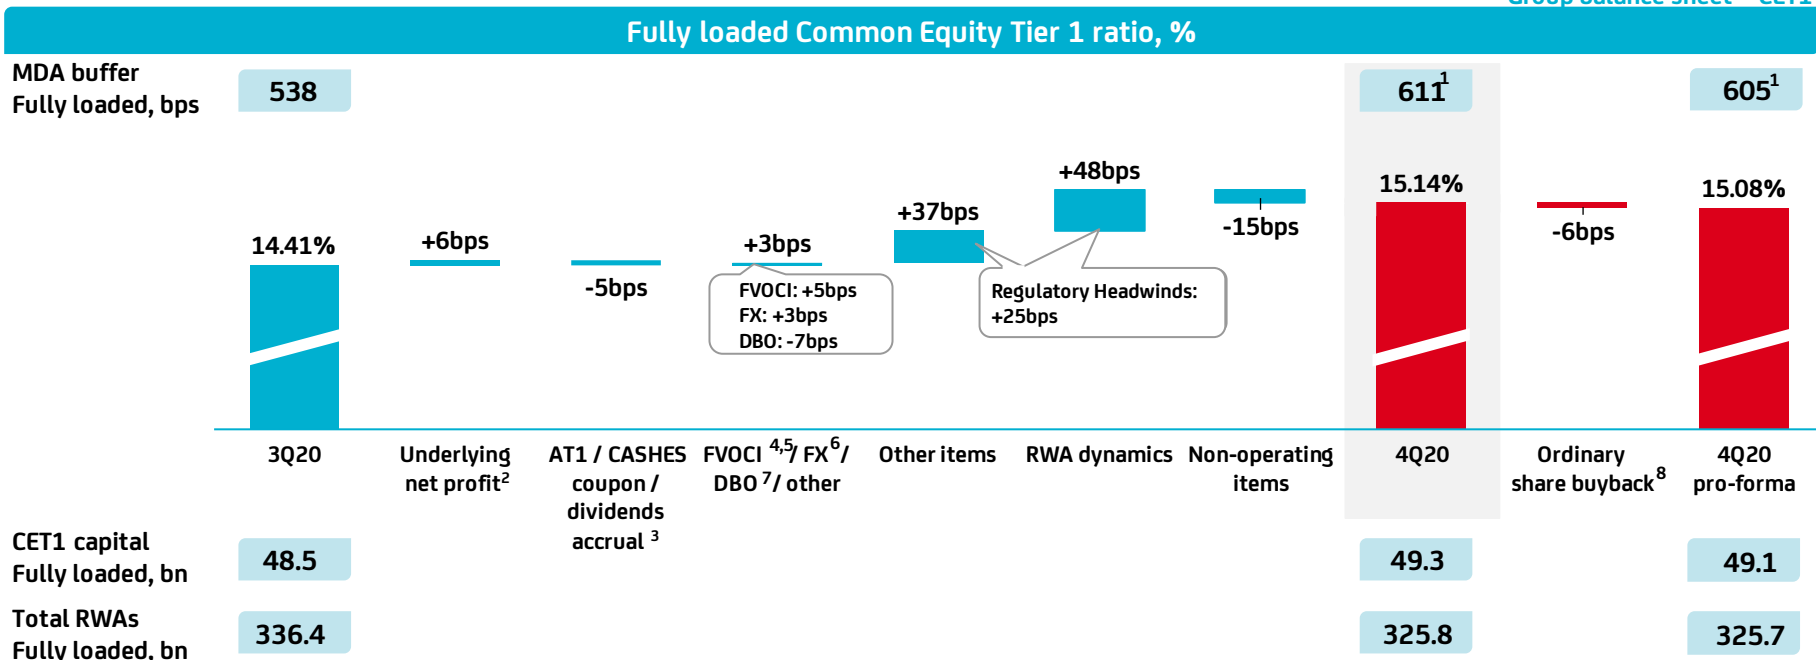 Group balance sheet – CET1
Fully loaded Common Equity Tier 1 ratio, %
MDA buffer
Fully loaded, bps
538
611¹
605¹
14.41%
+6bps
-5bps
+3bps
FVOCI: +5bps
FX: +3bps
DBO: -7bps
+37bps
+48bps
Regulatory Headwinds:
+25bps
-15bps
15.14%
-6bps
15.08%
3Q20
Underlying
net profit²
AT1 / CASHES
coupon /
dividends
accrual ³
FVOCI ⁴,⁵/ FX⁶/
DBO ⁷/ other
Other items
RWA dynamics
Non-operating
items
4Q20
Ordinary
share buyback⁸
4Q20
pro-forma
CET1 capital
Fully loaded, bn
48.5
49.3
49.1
Total RWAs
Fully loaded, bn
336.4
325.8
325.7